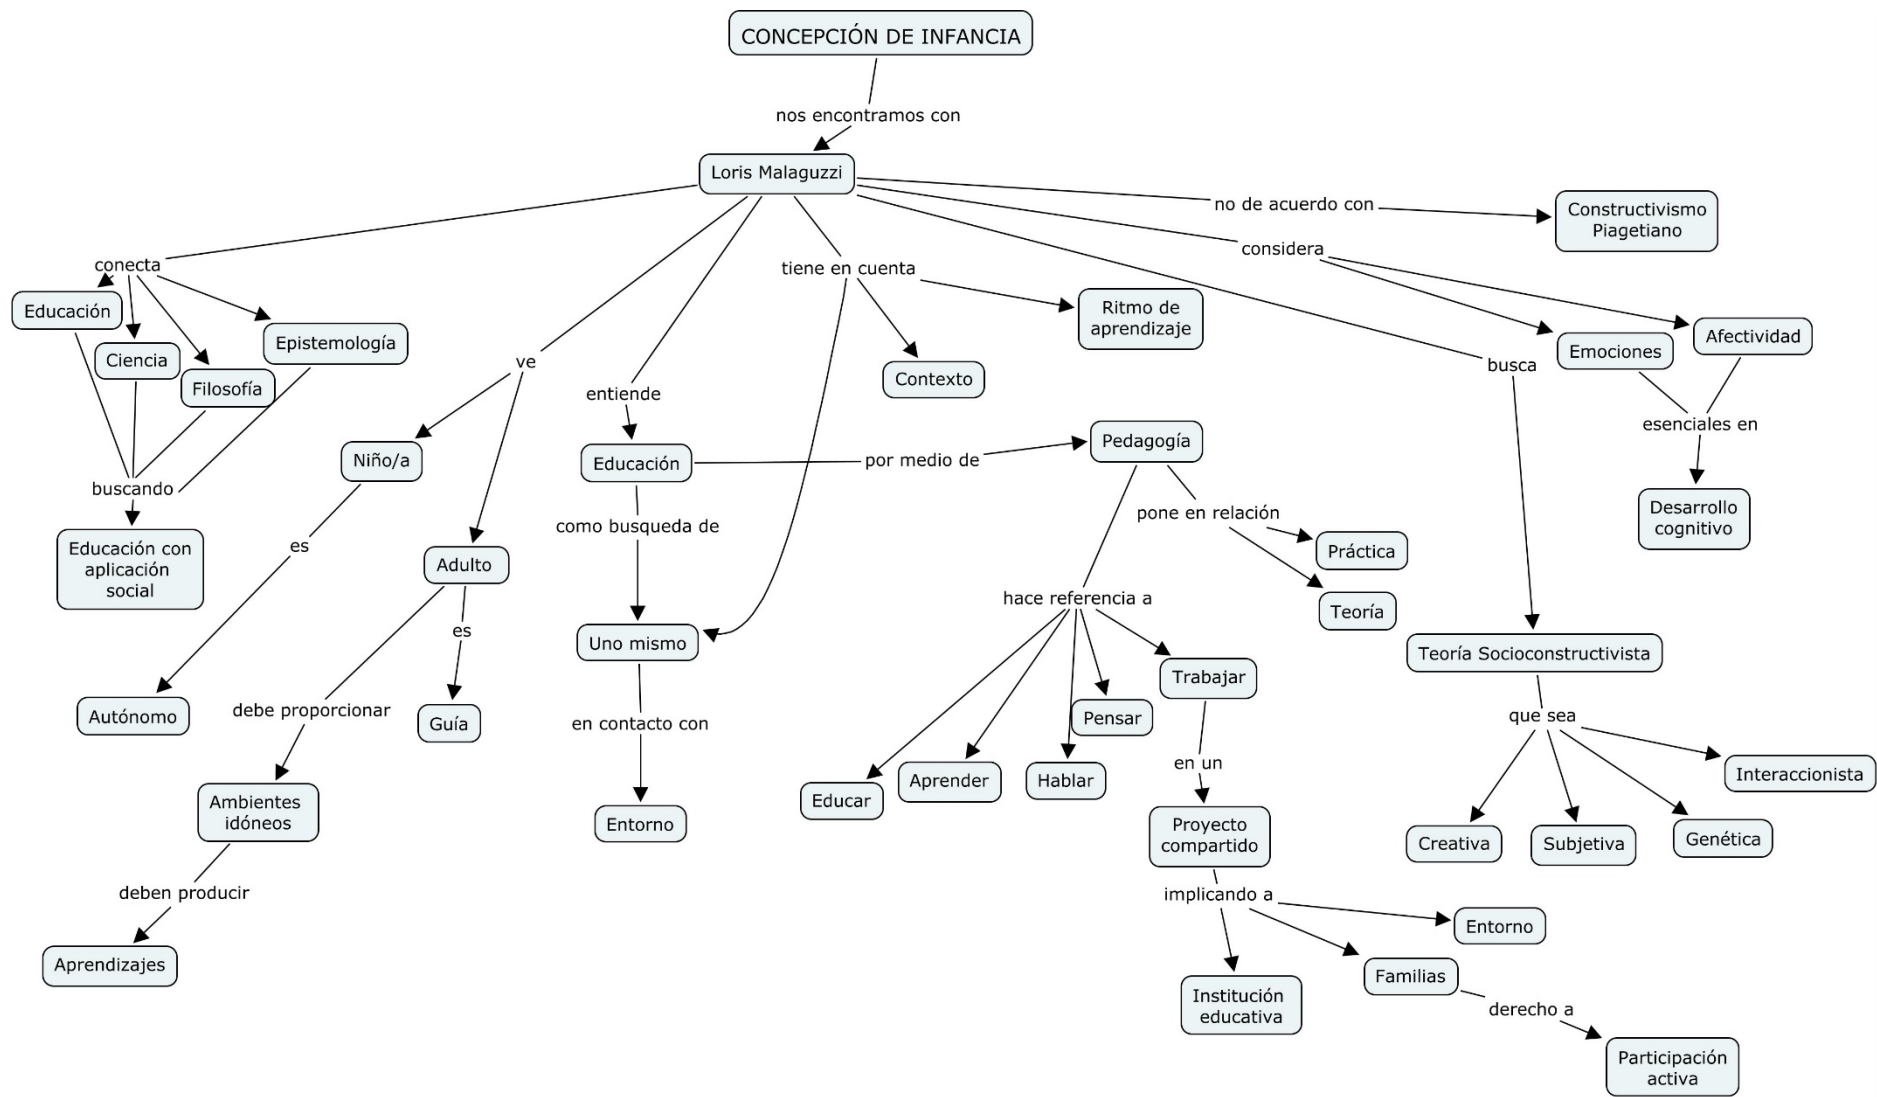 CONCEPCIÓN DE INFANCIA
nos encontramos con
Loris Malaguzzi
no de acuerdo con
Constructivismo
Piagetiano
considera
conecta
tiene en cuenta
Educación
Ciencia
Filosofía
Epistemología
Ritmo de
aprendizaje
Contexto
ve
entiende
busca
Emociones
Afectividad
esenciales en
Desarrollo
cognitivo
buscando
Educación con
aplicación
social
Niño/a
es
Autónomo
Adulto
es
Guía
debe proporcionar
Ambientes
idóneos
deben producir
Aprendizajes
Educación
por medio de
Pedagogía
como busqueda de
Uno mismo
en contacto con
Entorno
pone en relación
Práctica
Teoría
hace referencia a
Educar
Aprender
Hablar
Pensar
Trabajar
en un
Proyecto
compartido
implicando a
Institución
educativa
Familias
Entorno
derecho a
Participación
activa
Teoría Socioconstructivista
que sea
Creativa
Subjetiva
Genética
Interaccionista